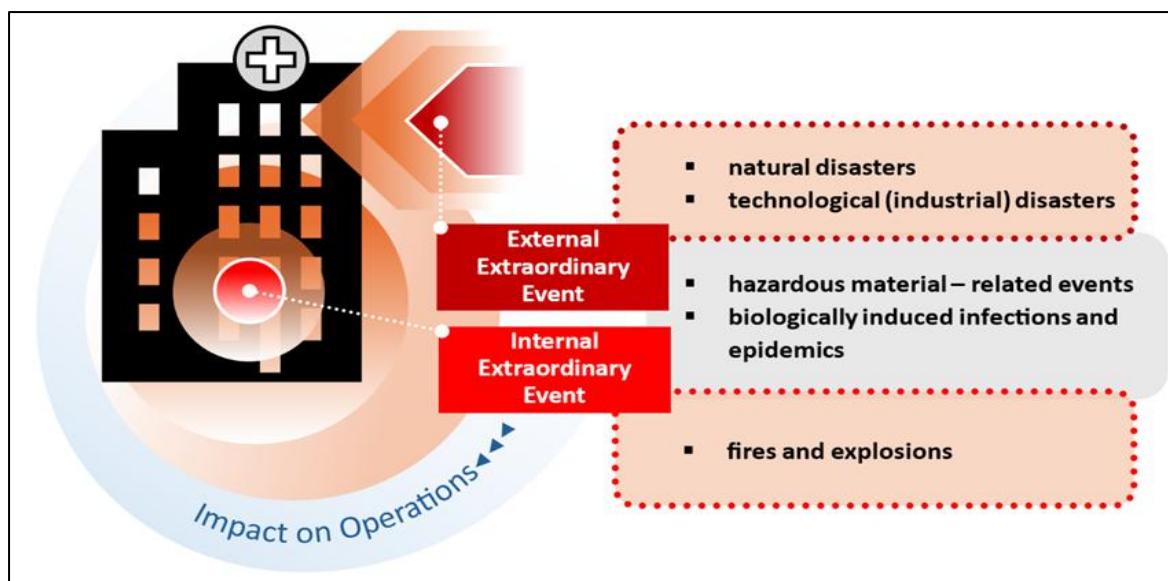 ▪ natural disasters
▪ technological (industrial) disasters
External
Extraordinary
Event
▪ hazardous material – related events
▪ biologically induced infections and
epidemics
Internal
Extraordinary
Event
▪ fires and explosions
Impact on Operations